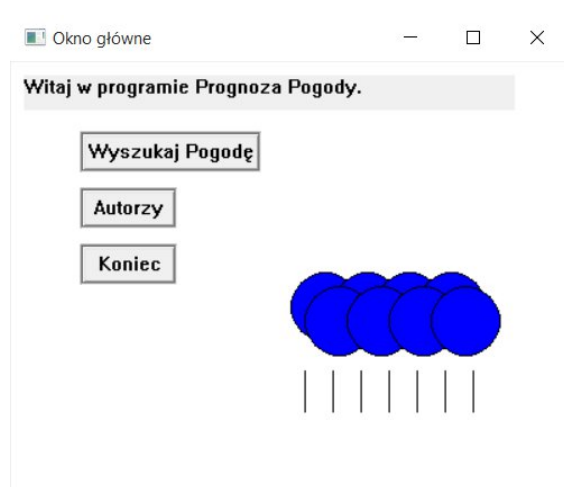 Okno główne
Witaj w programie Prognoza Pogody.
Wyszukaj Pogodę
Autorzy
Koniec